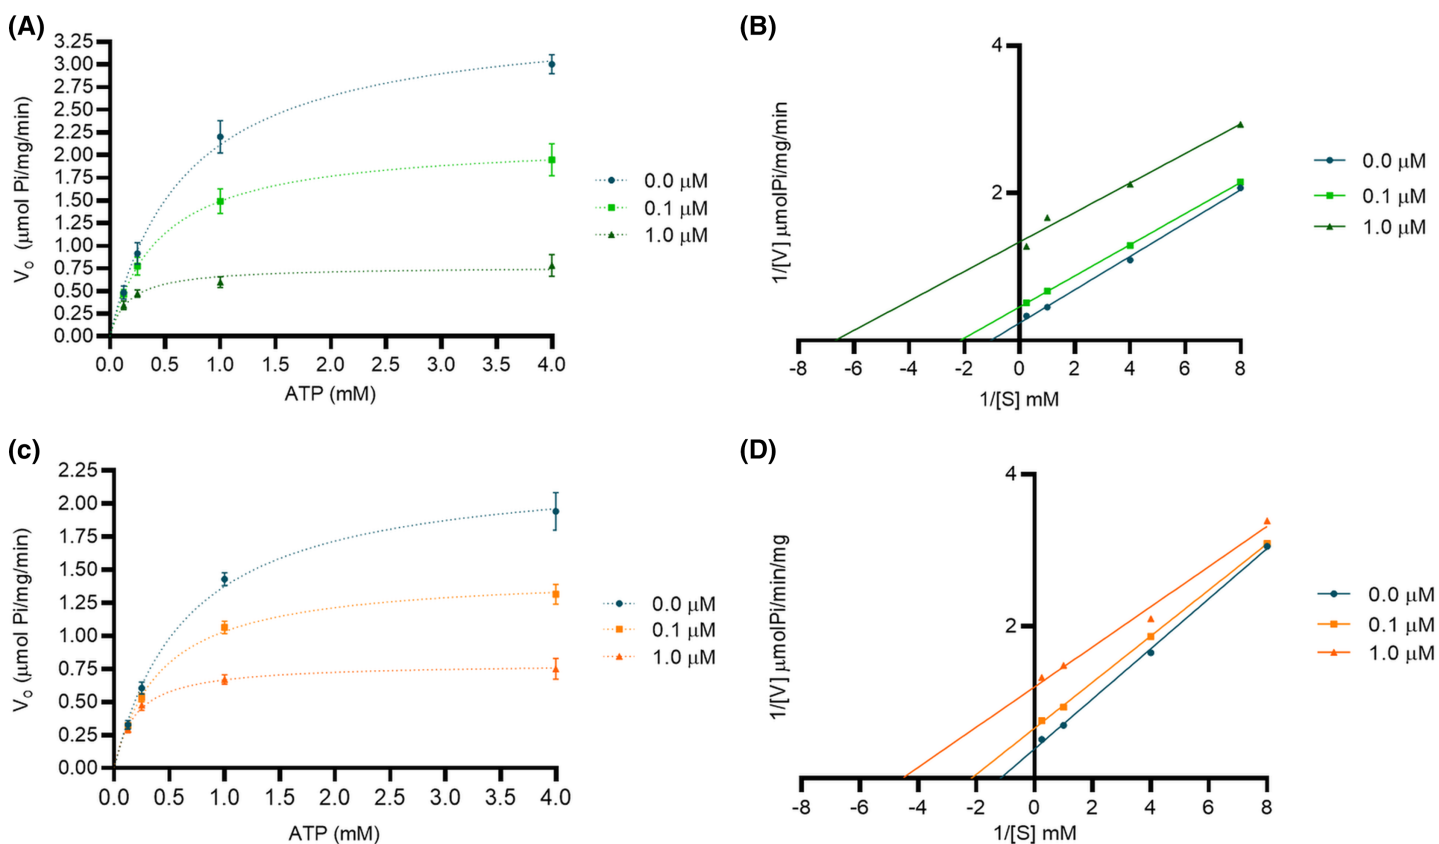 (A)
V₀ (μmol Pi/mg/min)
3.25
3.00
2.75
2.50
2.25
2.00
1.75
1.50
1.25
1.00
0.75
0.50
0.25
0.00
0.0 0.5 1.0 1.5 2.0 2.5 3.0 3.5 4.0
ATP (mM)
0.0 μM
0.1 μM
1.0 μM
(B)
1/[V] μmolPi/mg/min
4
2
-8 -6 -4 -2 0 2 4 6 8
1/[S] mM
0.0 μM
0.1 μM
1.0 μM
(c)
V₀ (μmol Pi/mg/min)
2.25
2.00
1.75
1.50
1.25
1.00
0.75
0.50
0.25
0.00
0.0 0.5 1.0 1.5 2.0 2.5 3.0 3.5 4.0
ATP (mM)
0.0 μM
0.1 μM
1.0 μM
(D)
1/[V] μmolPi/min/mg
4
2
-8 -6 -4 -2 0 2 4 6 8
1/[S] mM
0.0 μM
0.1 μM
1.0 μM